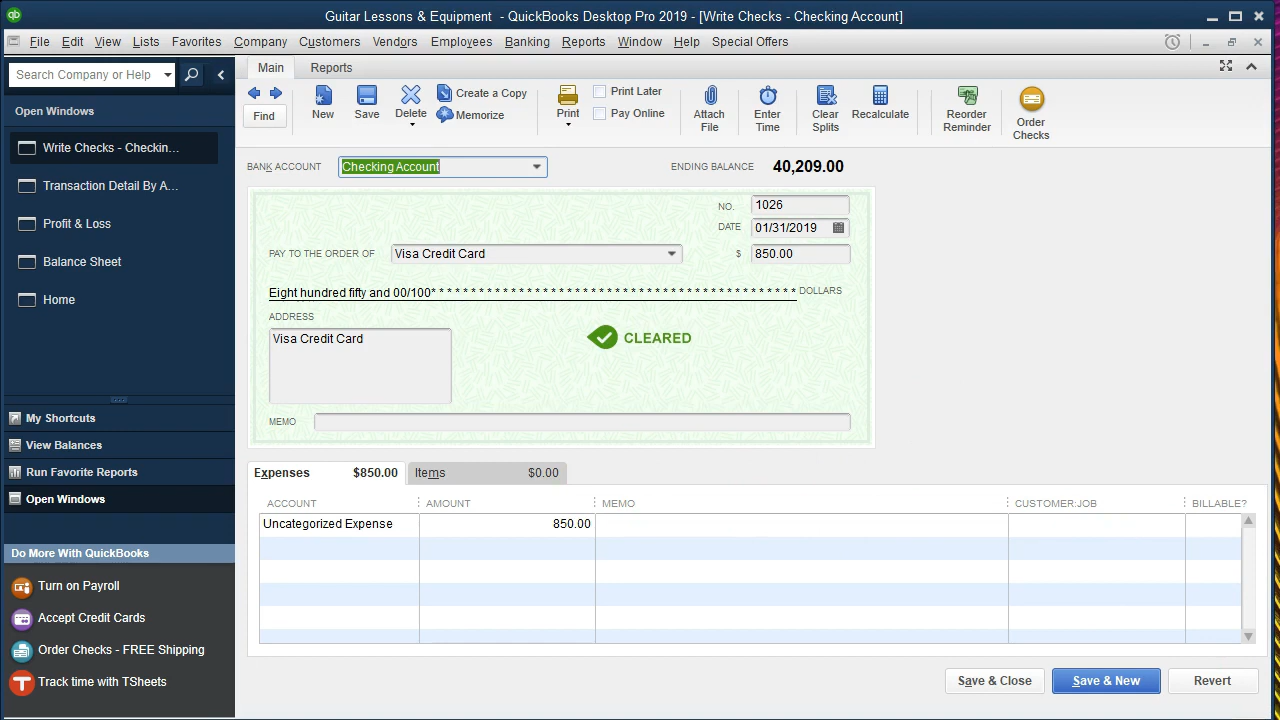 Guitar Lessons & Equipment - QuickBooks Desktop Pro 2019 - [Write Checks - Checking Account]
File Edit View Lists Favorites Company Customers Vendors Employees Banking Reports Window Help Special Offers
Search Company or Help
Open Windows
Write Checks - Checkin...
Transaction Detail By A...
Profit & Loss
Balance Sheet
Home
My Shortcuts
View Balances
Run Favorite Reports
Open Windows
Do More With QuickBooks
Turn on Payroll
Accept Credit Cards
Order Checks - FREE Shipping
Track time with TSheets
Main Reports
Find
New
Save
Delete
Create a Copy
Memorize
Print
Print Later
Pay Online
Attach File
Enter Time
Clear Splits
Recalculate
Reorder Reminder
Order Checks
BANK ACCOUNT Checking Account ENDING BALANCE 40,209.00
NO. 1026
DATE 01/31/2019
PAY TO THE ORDER OF Visa Credit Card $ 850.00
Eight hundred fifty and 00/100* * * * * * * * * * * * * * * * * * * * * * * * * * * * * * * * * * * * * * * * * * * * * * DOLLARS
ADDRESS
Visa Credit Card
CLEARED
MEMO
Expenses $850.00 Items $0.00
ACCOUNT AMOUNT MEMO CUSTOMER:JOB BILLABLE?
Uncategorized Expense 850.00
Save & Close Save & New Revert